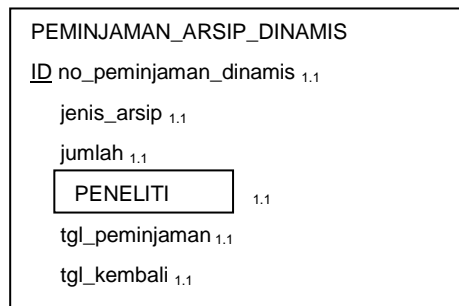 PEMINJAMAN_ARSIP_DINAMIS
ID no_peminjaman_dinamis 1.1
jenis_arsip 1.1
jumlah 1.1
PENELITI 1.1
tgl_peminjaman 1.1
tgl_kembali 1.1